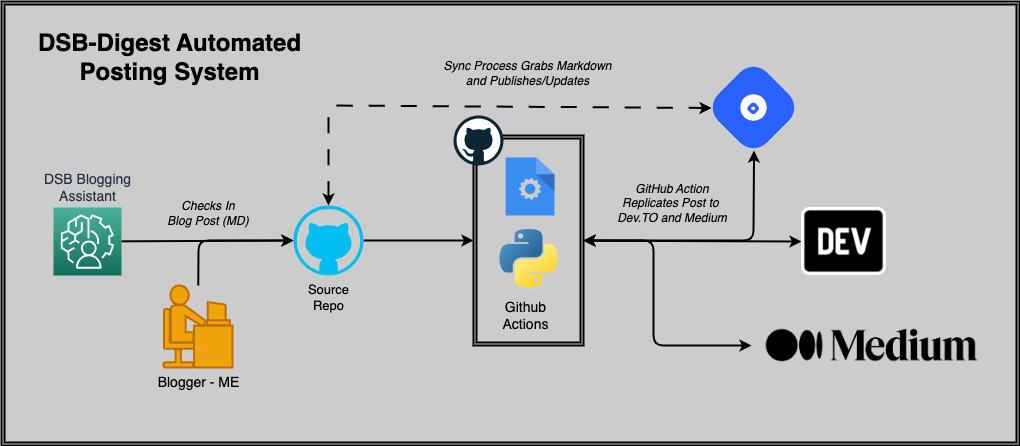 DSB-Digest Automated
Posting System
Sync Process Grabs Markdown
and Publishes/Updates
DSB Blogging
Assistant
Checks In
Blog Post (MD)
GitHub Action
Replicates Post to
Dev.TO and Medium
DEV
Source
Repo
Github
Actions
Medium
Blogger - ME